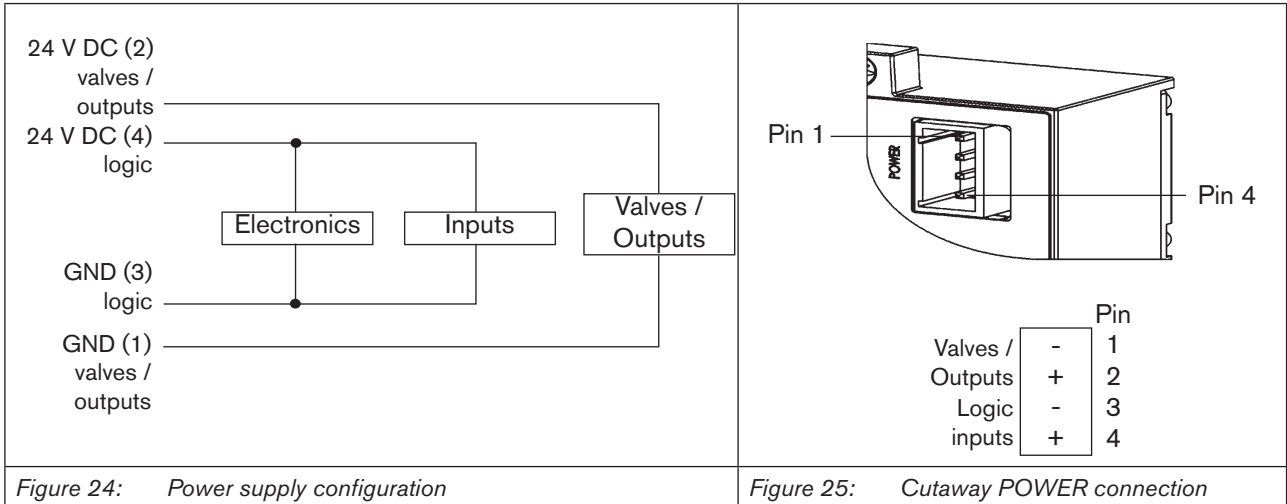 24 V DC (2)
valves /
outputs
24 V DC (4)
logic
Electronics
Inputs
Valves /
Outputs
GND (3)
logic
GND (1)
valves /
outputs
Figure 24: Power supply configuration
Pin 1
POWER
Pin 4
Pin
Valves / - 1
Outputs + 2
Logic - 3
inputs + 4
Figure 25: Cutaway POWER connection